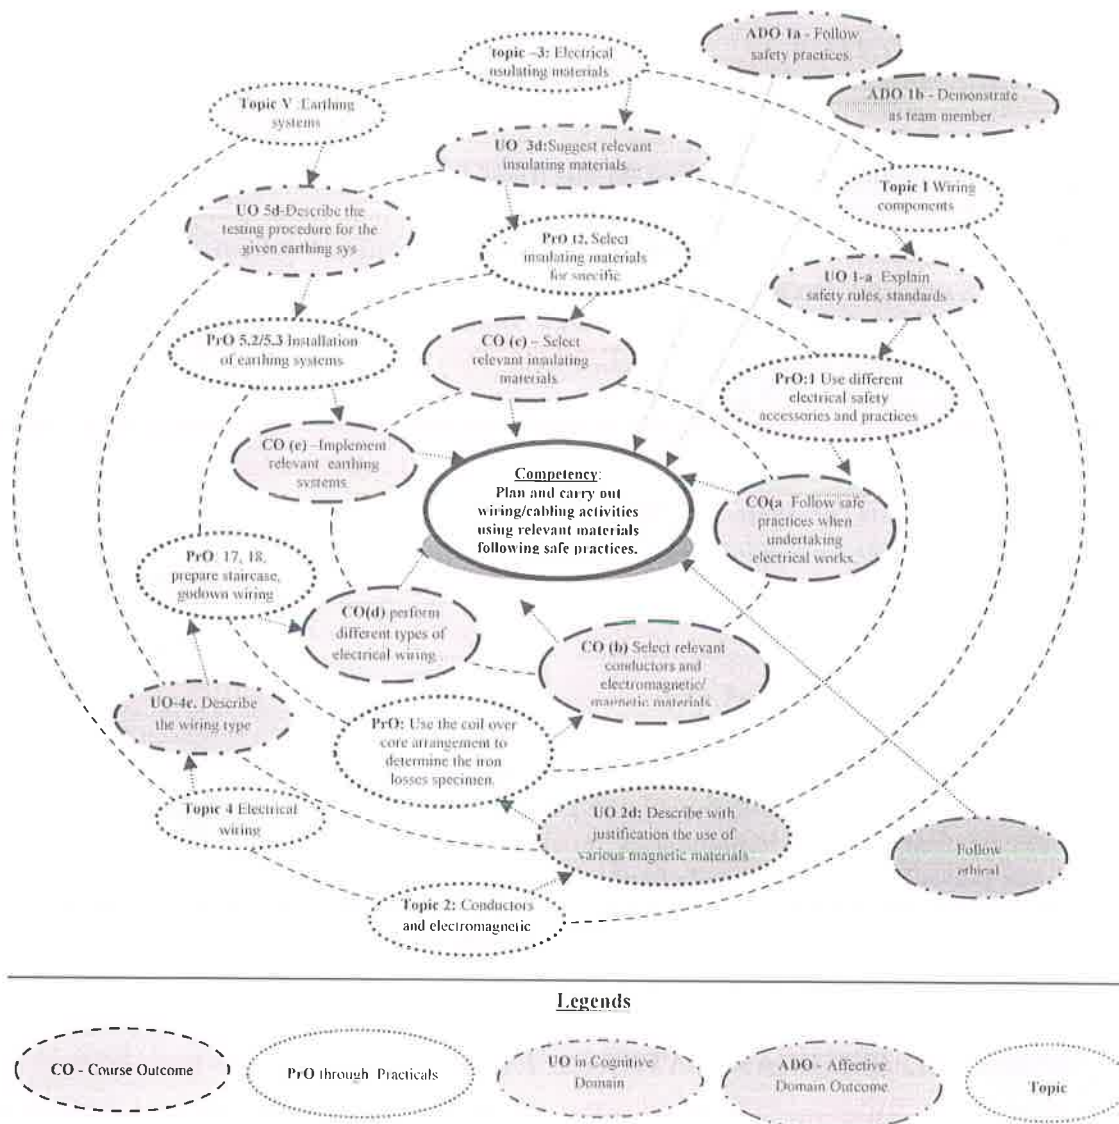 topic –3: Electrical
insulating materials
ADO 1a - Follow
safety practices.
ADO 1b - Demonstrate
as team member.
Topic V Earthing
systems
UO 3d:Suggest relevant
insulating materials
Topic 1 Wiring
components
UO 5d-Describe the
testing procedure for the
given earthing sys
PrO 12. Select
insulating materials
for specific
UO 1-a Explain
safety rules, standards
PrO 5.2/5.3 Installation
of earthing systems
CO (c) – Select
relevant insulating
materials
PrO:1 Use different
electrical safety
accessories and practices
CO (e) –Implement
relevant earthing
systems
Competency:
Plan and carry out
wiring/cabling activities
using relevant materials
following safe practices.
CO(a Follow safe
practices when
undertaking
electrical works.
PrO: 17, 18,
prepare staircase,
godown wiring
CO(d) perform
different types of
electrical wiring
CO (b) Select relevant
conductors and
electromagnetic/
magnetic materials
UO-4c. Describe
the wiring type
PrO: Use the coil over
core arrangement to
determine the iron
losses specimen.
Topic 4 Electrical
wiring
UO 2d: Describe with
justification the use of
various magnetic materials
Follow
ethical
Topic 2: Conductors
and electromagnetic
Legends
CO - Course Outcome
PrO through Practicals
UO in Cognitive
Domain
ADO - Affective
Domain Outcome
Topic